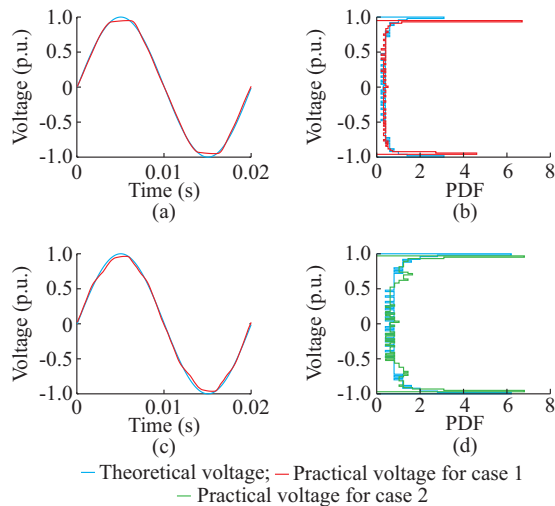 Voltage (p.u.)
1.0
0.5
0
0.5
-1.0
0
0.01
0.02
Time (s)
(a)
Voltage (p.u.)
1.0
0.5
0
0.5
-1.0
0
2
4
6
8
PDF
(b)
Voltage (p.u.)
1.0
0.5
0
0.5
-1.0
0
0.01
0.02
Time (s)
(c)
Voltage (p.u.)
1.0
0.5
0
0.5
-1.0
0
2
4
6
8
PDF
(d)
Theoretical voltage; Practical voltage for case 1
Practical voltage for case 2